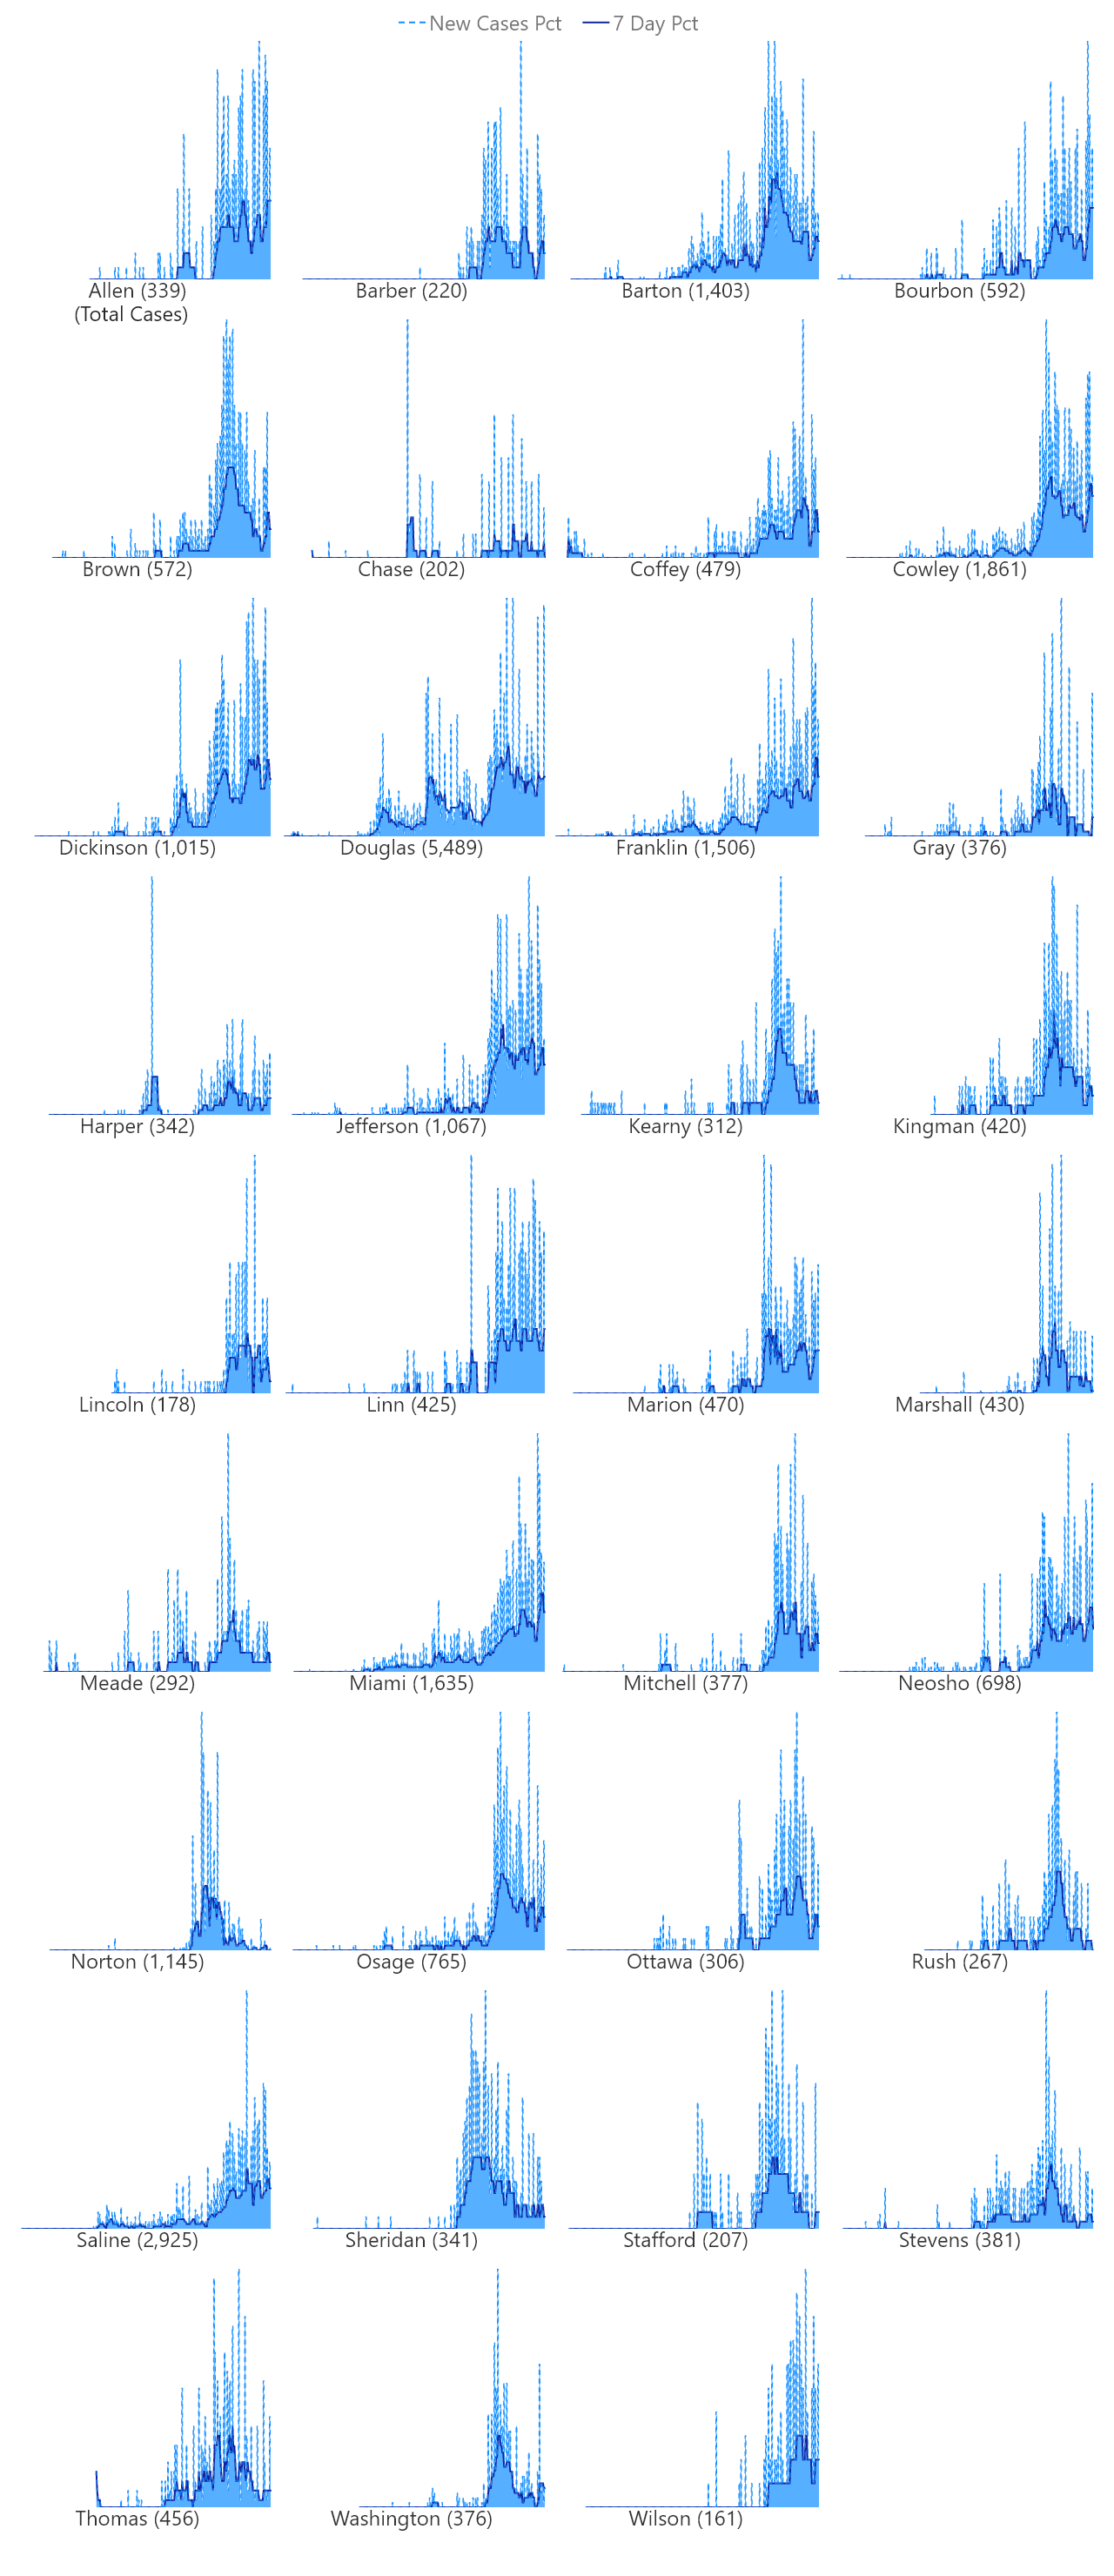 New Cases Pct 7 Day Pct
Allen (339) Barber (220) Barton (1,403) Bourbon (592)
(Total Cases)
Brown (572) Chase (202) Coffey (479) Cowley (1,861)
Dickinson (1,015) Douglas (5,489) Franklin (1,506) Gray (376)
Harper (342) Jefferson (1,067) Kearny (312) Kingman (420)
Lincoln (178) Linn (425) Marion (470) Marshall (430)
Meade (292) Miami (1,635) Mitchell (377) Neosho (698)
Norton (1,145) Osage (765) Ottawa (306) Rush (267)
Saline (2,925) Sheridan (341) Stafford (207) Stevens (381)
Thomas (456) Washington (376) Wilson (161)